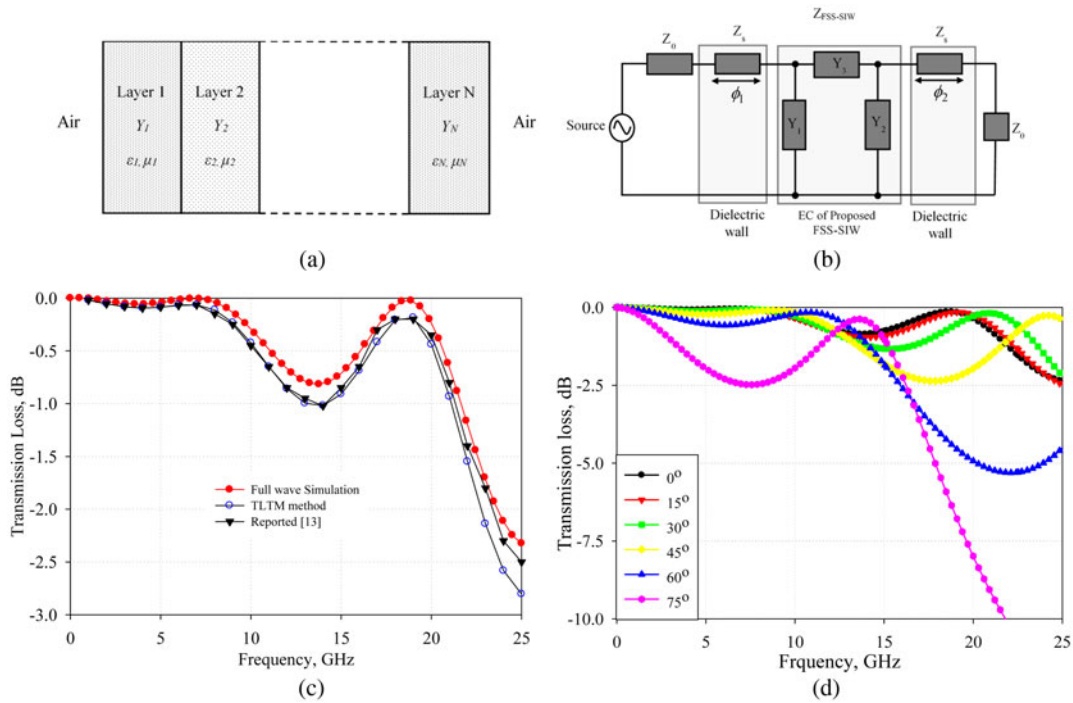 Air
Layer 1
Y1
ε1, μ1
Layer 2
Y2
ε2, μ2
Layer N
YN
εN, μN
Air
(a)
ZFSS-SIW
Zo
Zs
Zs
Y3
ϕ1
ϕ2
Source
Y1
Y2
Zo
Dielectric
wall
EC of Proposed
FSS-SIW
Dielectric
wall
(b)
Transmission Loss, dB
0.0
-0.5
-1.0
-1.5
-2.0
-2.5
-3.0
Full wave Simulation
TLTM method
Reported [13]
0 5 10 15 20 25
Frequency, GHz
(c)
Transmission loss, dB
0.0
-2.5
-5.0
-7.5
-10.0
0o
15o
30o
45o
60o
75o
0 5 10 15 20 25
Frquency, GHz
(d)